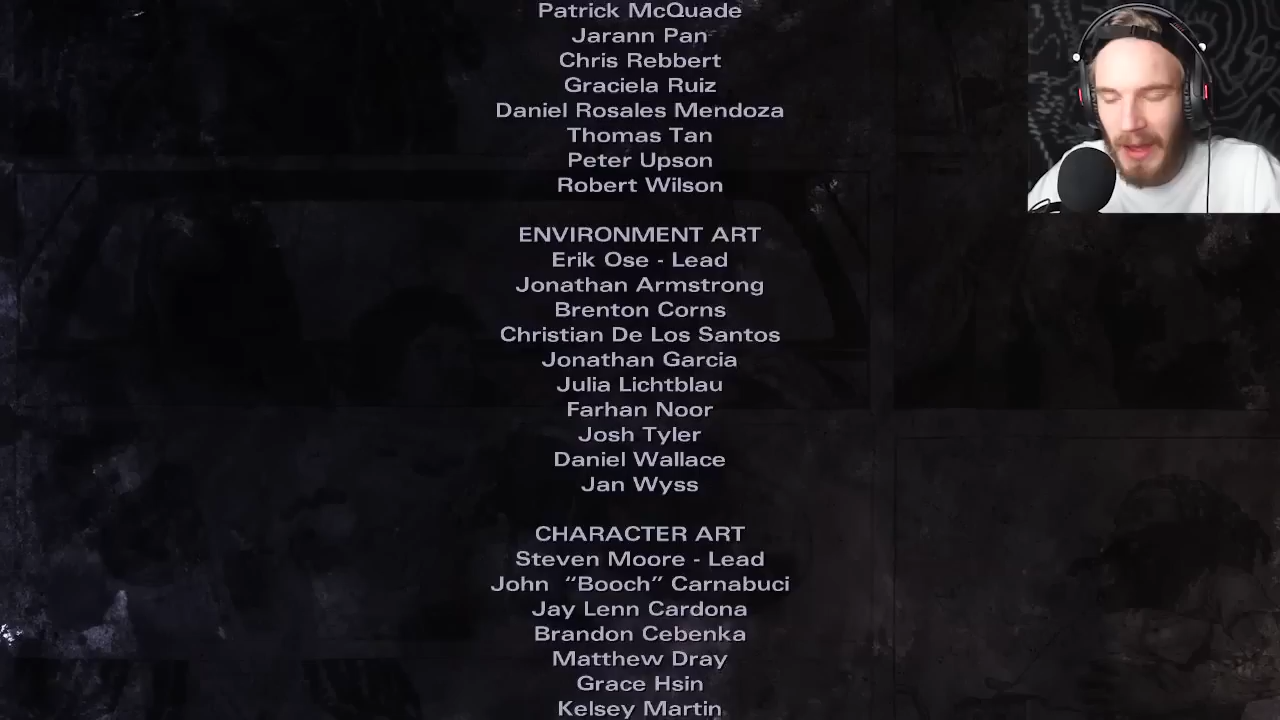 Patrick McQuade
Jarann Pan
Chris Rebbert
Graciela Ruiz
Daniel Rosales Mendoza
Thomas Tan
Peter Upson
Robert Wilson
ENVIRONMENT ART
Erik Ose - Lead
Jonathan Armstrong
Brenton Corns
Christian De Los Santos
Jonathan Garcia
Julia Lichtblau
Farhan Noor
Josh Tyler
Daniel Wallace
Jan Wyss
CHARACTER ART
Steven Moore - Lead
John “Booch” Carnabuci
Jay Lenn Cardona
Brandon Cebenka
Matthew Dray
Grace Hsin
Kelsey Martin